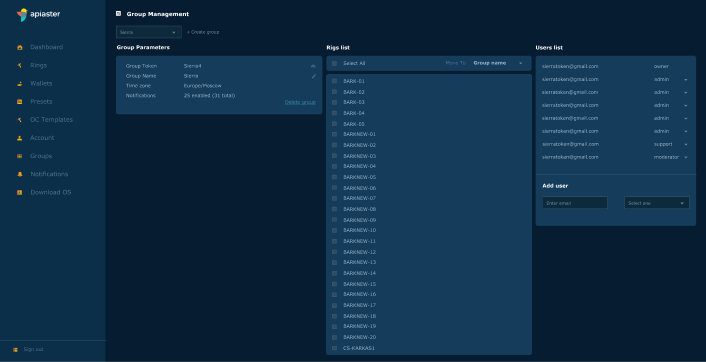 apiaster
Dashboard
Rings
Wallets
Presets
OC Templates
Account
Groups
Notifications
Download OS
Sign out
Group Management
Sierra
+ Create group
Group Parameters
Group Token Sierra4
Group Name Sierra
Time zone Europe/Moscow
Notifications 25 enabled (31 total)
Delete group
Rigs list
Select All Move To: Group name
BARK-01
BARK-02
BARK-03
BARK-04
BARK-05
BARKNEW-01
BARKNEW-02
BARKNEW-03
BARKNEW-04
BARKNEW-05
BARKNEW-06
BARKNEW-07
BARKNEW-08
BARKNEW-09
BARKNEW-10
BARKNEW-11
BARKNEW-12
BARKNEW-13
BARKNEW-14
BARKNEW-15
BARKNEW-16
BARKNEW-17
BARKNEW-18
BARKNEW-19
BARKNEW-20
CS-KARKAS1
Users list
sierratoken@gmail.com owner
sierratoken@gmail.com admin
sierratoken@gmail.com admin
sierratoken@gmail.com admin
sierratoken@gmail.com admin
sierratoken@gmail.com admin
sierratoken@gmail.com support
sierratoken@gmail.com moderator
Add user
Enter email Select one